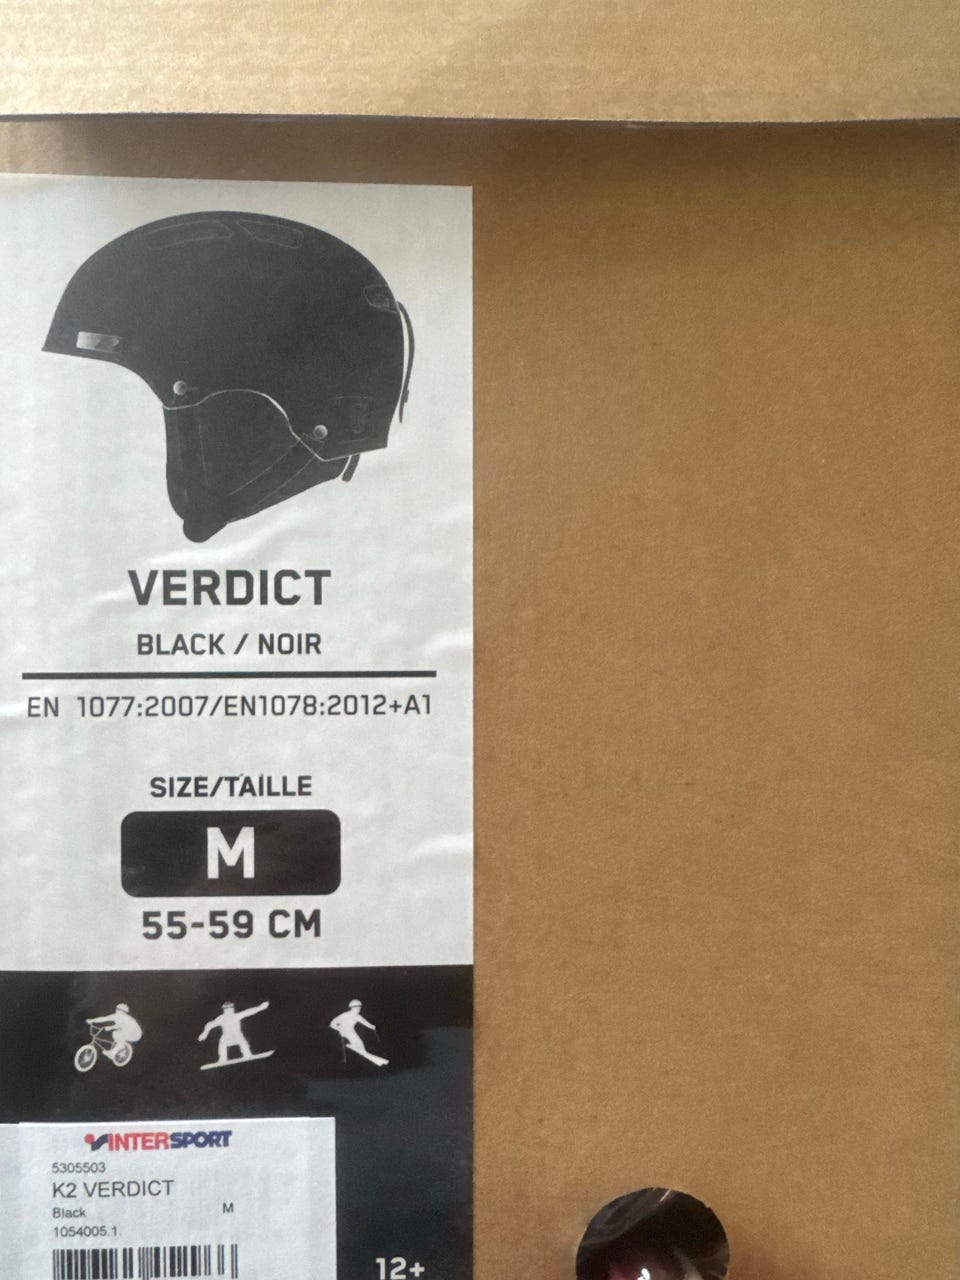 VERDICT
BLACK / NOIR
EN 1077:2007/EN1078:2012+A1
SIZE/TAILLE
M
55-59 CM
INTERSPORT
5305503
K2 VERDICT
Black M
1054005.1
12+